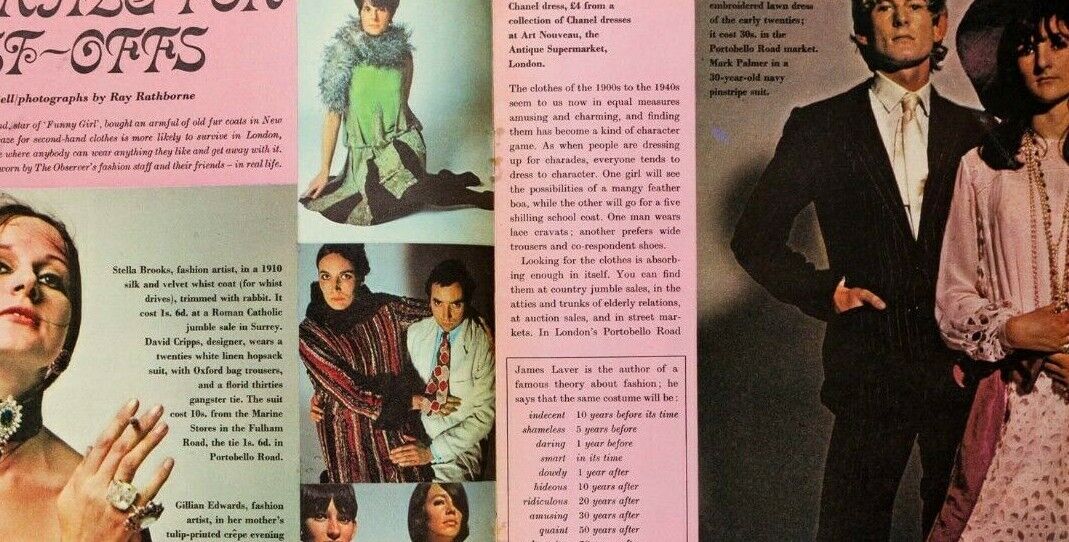 CAST-OFFS
ell/photographs by Ray Rathborne
nd, star of 'Funny Girl', bought an armful of old fur coats in New
raze for second-hand clothes is more likely to survive in London,
e where anybody can wear anything they like and get away with it.
worn by The Observer's fashion staff and their friends – in real life.
Stella Brooks, fashion artist, in a 1910
silk and velvet whist coat (for whist
drives), trimmed with rabbit. It
cost 1s. 6d. at a Roman Catholic
jumble sale in Surrey.
David Cripps, designer, wears a
twenties white linen hopsack
suit, with Oxford bag trousers,
and a florid thirties
gangster tie. The suit
cost 10s. from the Marine
Stores in the Fulham
Road, the tie 1s. 6d. in
Portobello Road.
Gillian Edwards, fashion
artist, in her mother's
tulip-printed crêpe evening
Chanel dress, £4 from a
collection of Chanel dresses
at Art Nouveau, the
Antique Supermarket,
London.
The clothes of the 1900s to the 1940s
seem to us now in equal measures
amusing and charming, and finding
them has become a kind of character
game. As when people are dressing
up for charades, everyone tends to
dress to character. One girl will see
the possibilities of a mangy feather
boa, while the other will go for a five
shilling school coat. One man wears
lace cravats; another prefers wide
trousers and co-respondent shoes.
Looking for the clothes is absorb-
ing enough in itself. You can find
them at country jumble sales, in the
attics and trunks of elderly relations,
at auction sales, and in street mar-
kets. In London's Portobello Road
James Laver is the author of a
famous theory about fashion; he
says that the same costume will be:
indecent 10 years before its time
shameless 5 years before
daring 1 year before
smart in its time
dowdy 1 year after
hideous 10 years after
ridiculous 20 years after
amusing 30 years after
quaint 50 years after
embroidered lawn dress
of the early twenties;
it cost 30s. in the
Portobello Road market.
Mark Palmer in a
30-year-old navy
pinstripe suit.